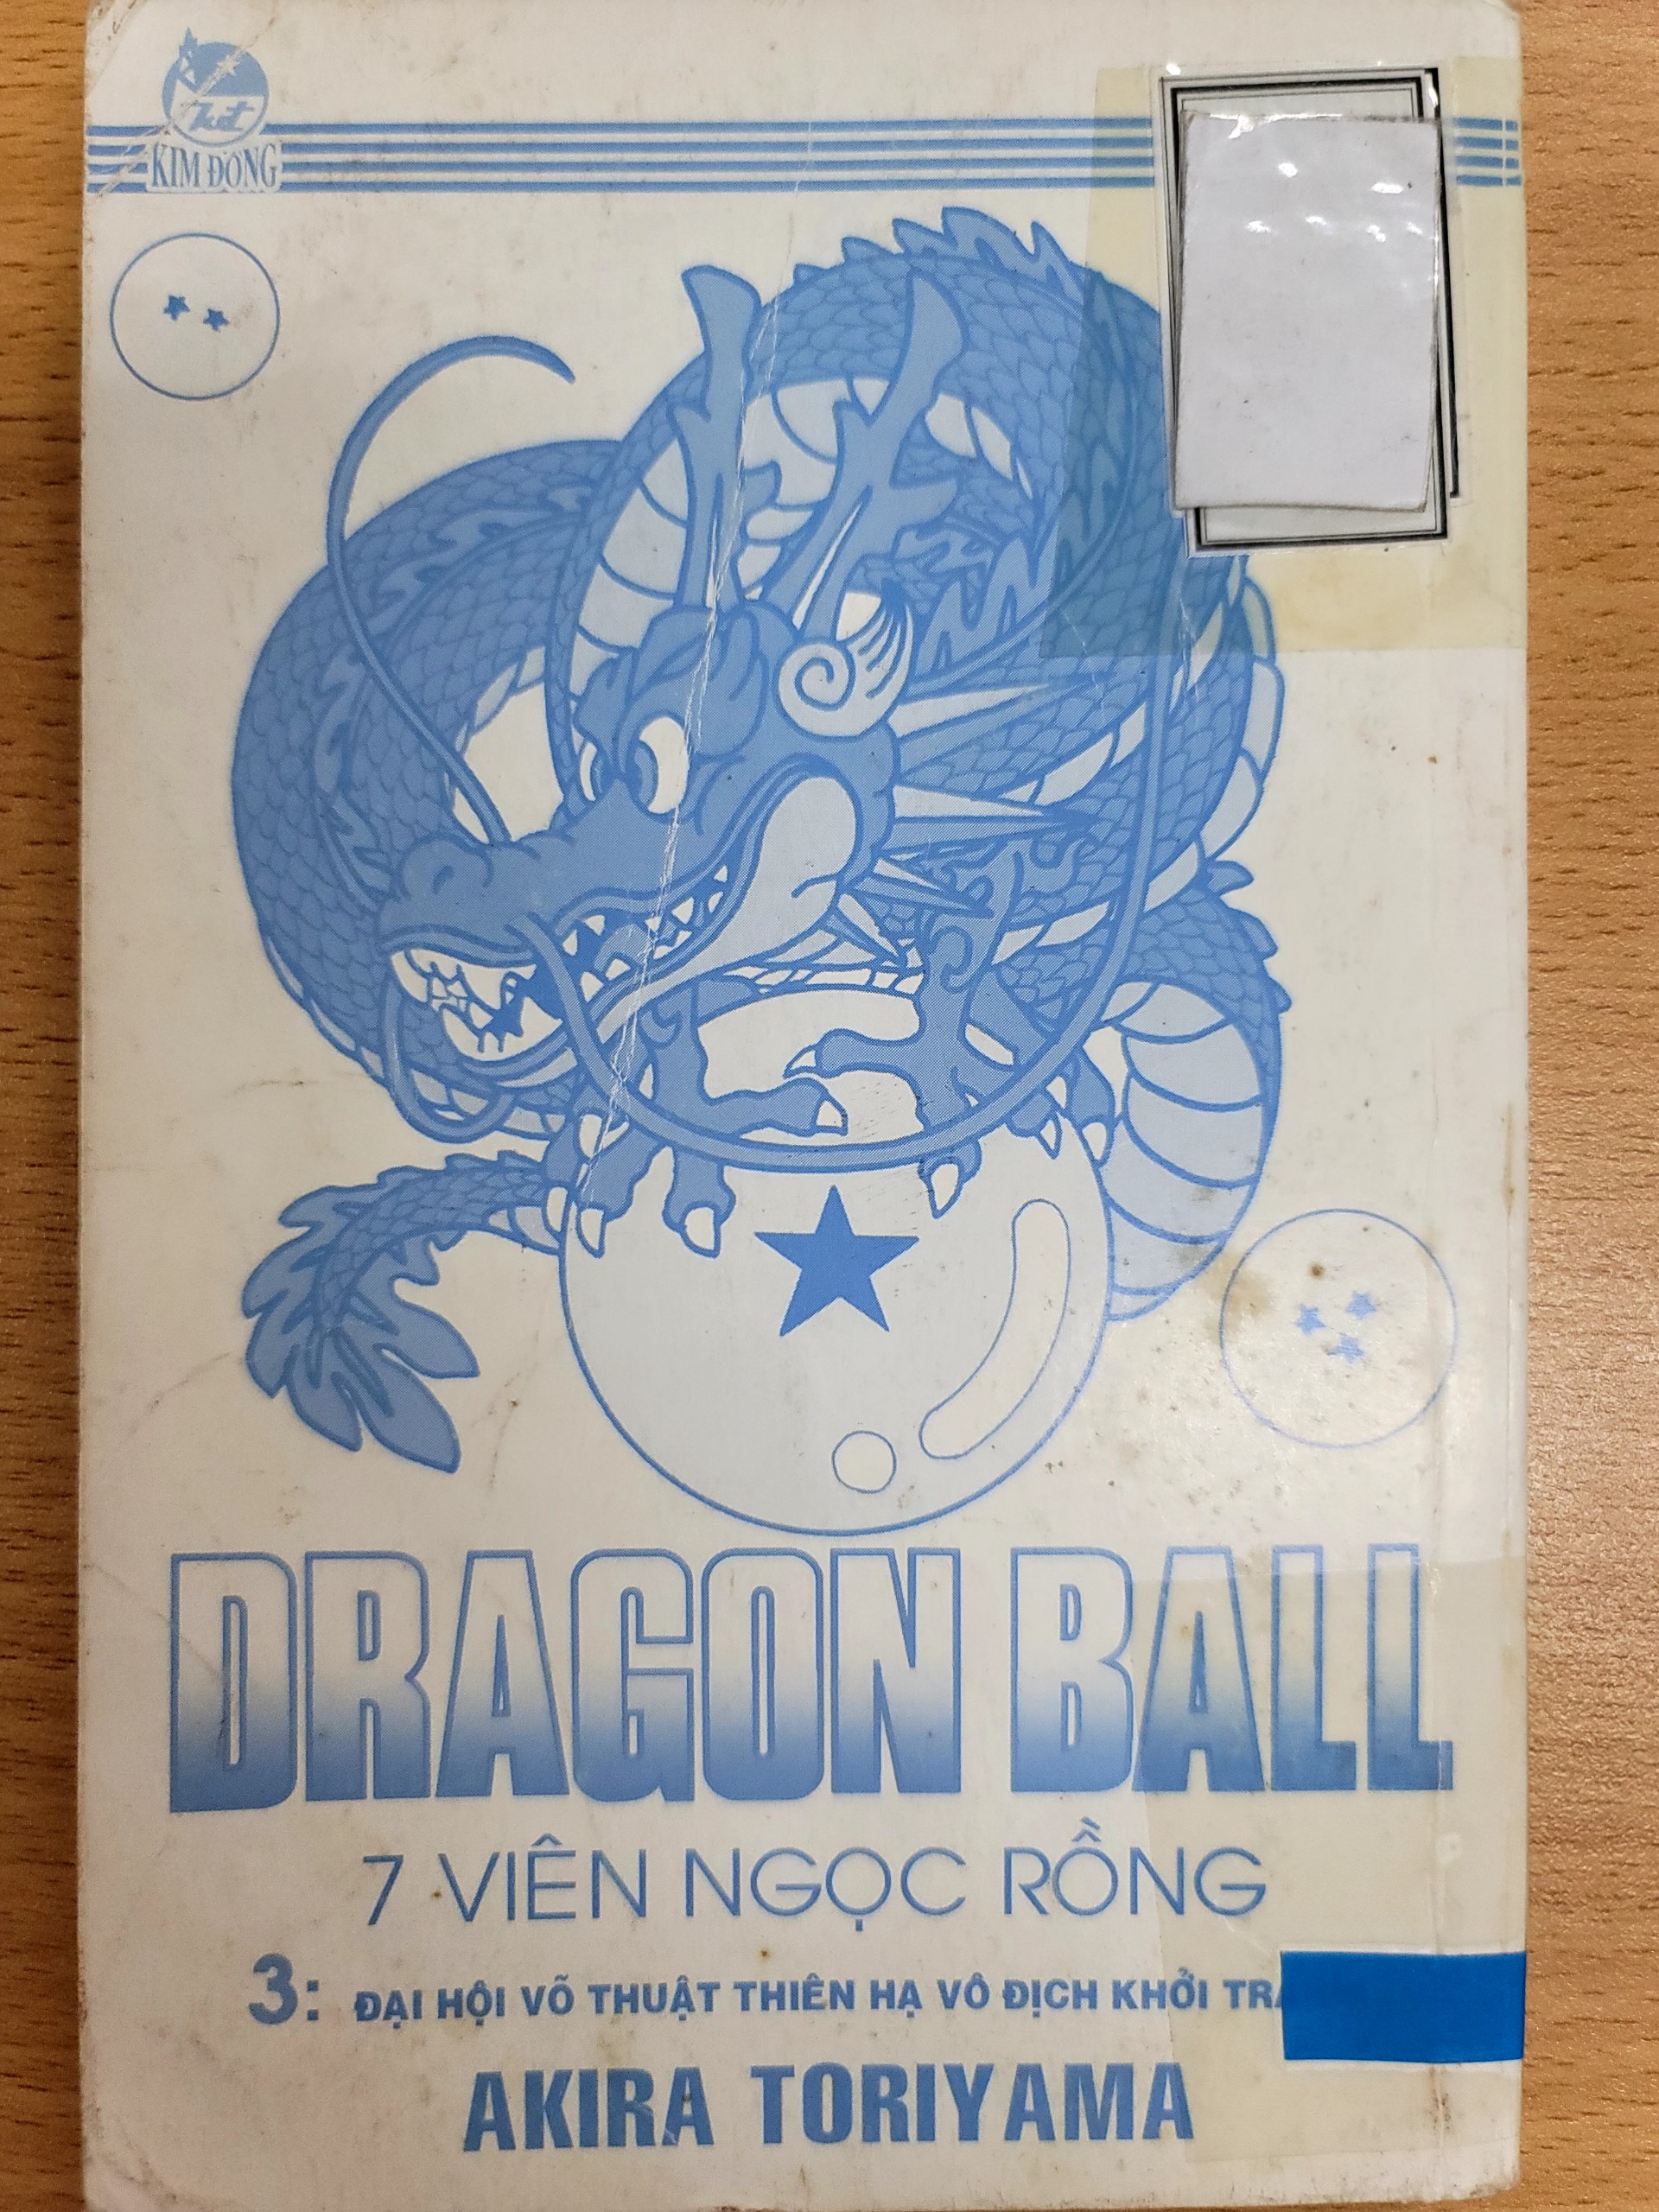 kđ
KIM ĐỒNG
DRAGON BALL
7 VIÊN NGỌC RỒNG
3: ĐẠI HỘI VÕ THUẬT THIÊN HẠ VÔ ĐỊCH KHỞI
AKIRA TORIYAMA